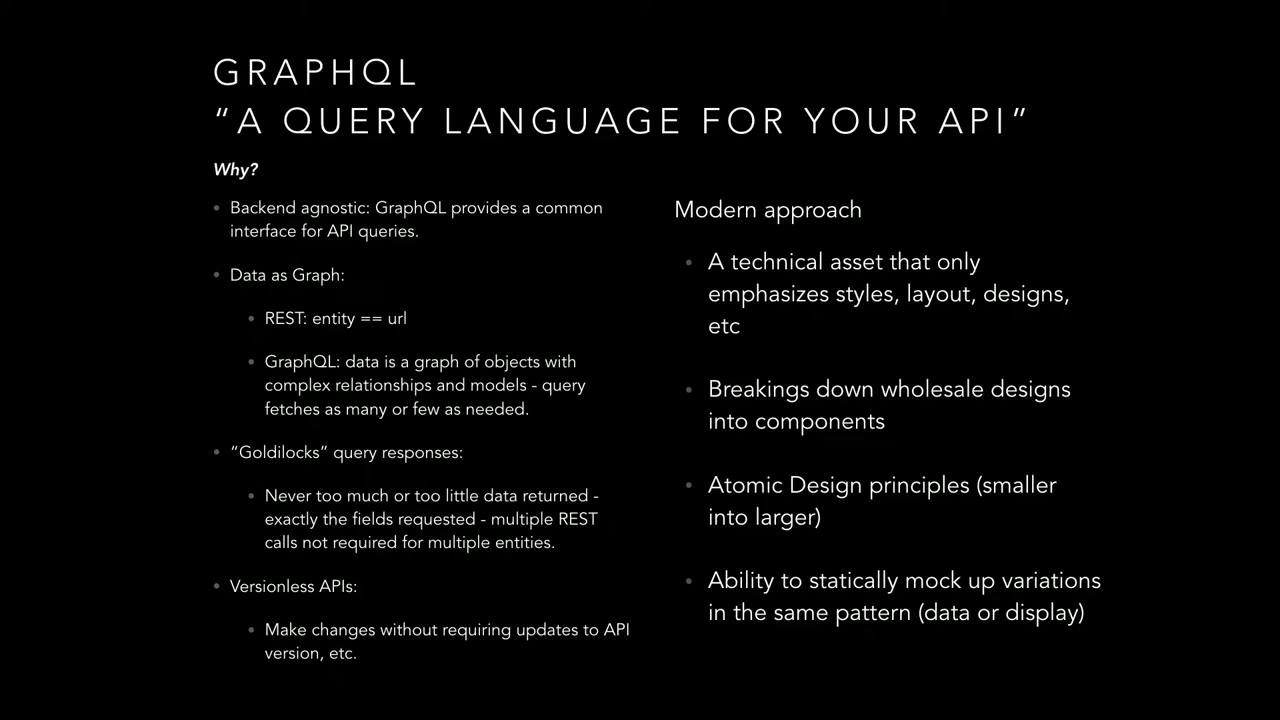 GRAPHQL
“A QUERY LANGUAGE FOR YOUR API”
Why?
• Backend agnostic: GraphQL provides a common
interface for API queries.
• Data as Graph:
• REST: entity == url
• GraphQL: data is a graph of objects with
complex relationships and models - query
fetches as many or few as needed.
• “Goldilocks” query responses:
• Never too much or too little data returned -
exactly the fields requested - multiple REST
calls not required for multiple entities.
• Versionless APIs:
• Make changes without requiring updates to API
version, etc.
Modern approach
• A technical asset that only
emphasizes styles, layout, designs,
etc
• Breakings down wholesale designs
into components
• Atomic Design principles (smaller
into larger)
• Ability to statically mock up variations
in the same pattern (data or display)